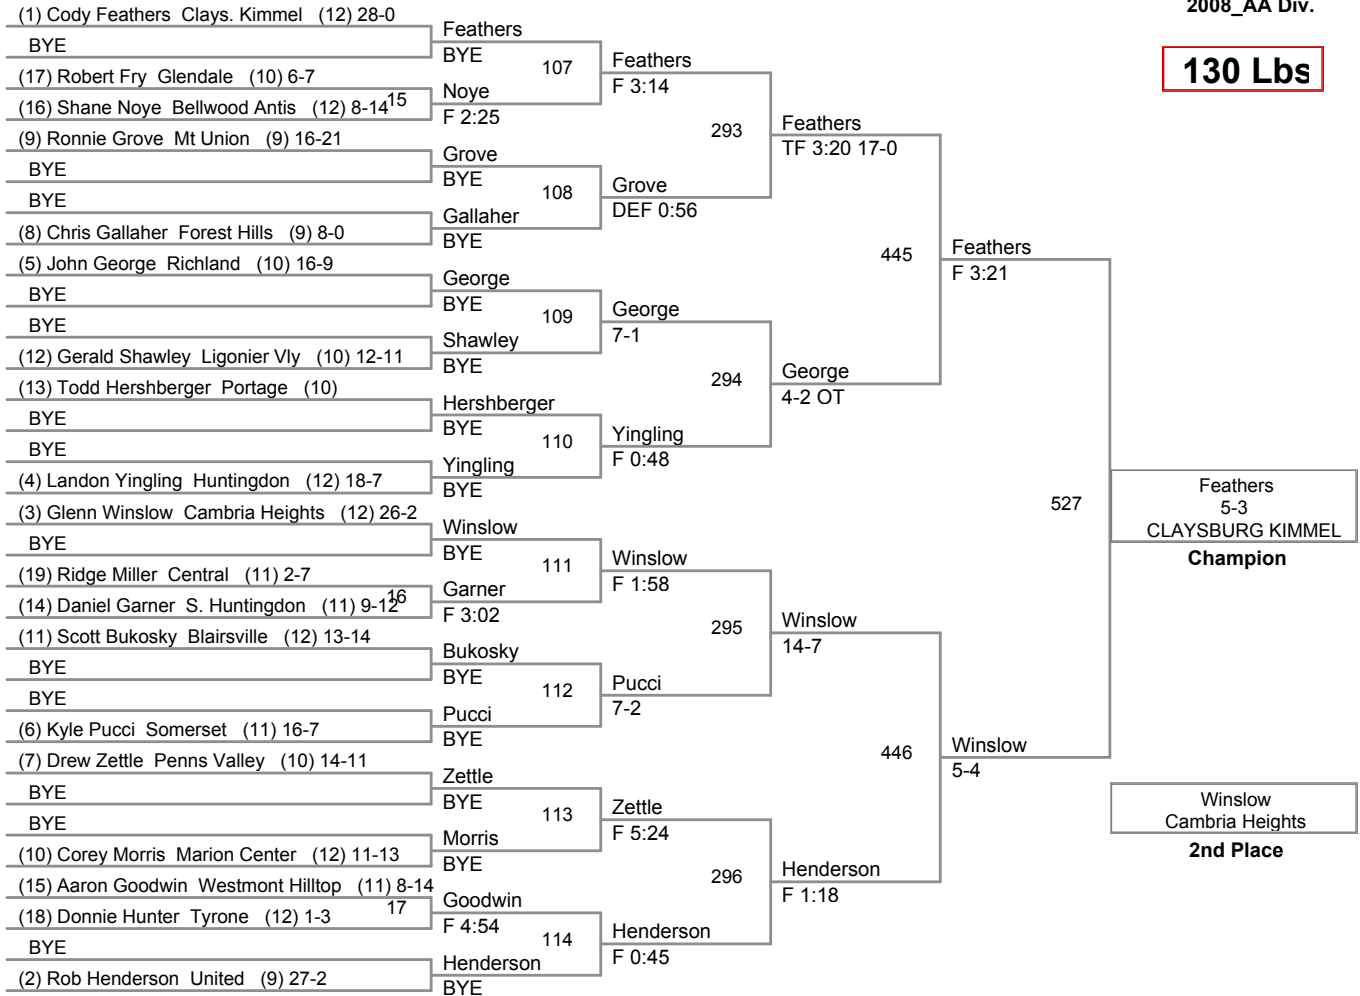 2008_AA Div.
130 Lbs
(1) Cody Feathers Clays. Kimmel (12) 28-0
BYE
(17) Robert Fry Glendale (10) 6-7
(16) Shane Noye Bellwood Antis (12) 8-14
15
(9) Ronnie Grove Mt Union (9) 16-21
BYE
BYE
(8) Chris Gallaher Forest Hills (9) 8-0
(5) John George Richland (10) 16-9
BYE
BYE
(12) Gerald Shawley Ligonier Vly (10) 12-11
(13) Todd Hershberger Portage (10)
BYE
BYE
(4) Landon Yingling Huntingdon (12) 18-7
(3) Glenn Winslow Cambria Heights (12) 26-2
BYE
(19) Ridge Miller Central (11) 2-7
(14) Daniel Garner S. Huntingdon (11) 9-12
16
(11) Scott Bukosky Blairsville (12) 13-14
BYE
BYE
(6) Kyle Pucci Somerset (11) 16-7
(7) Drew Zettle Penns Valley (10) 14-11
BYE
BYE
(10) Corey Morris Marion Center (12) 11-13
(15) Aaron Goodwin Westmont Hilltop (11) 8-14
17
(18) Donnie Hunter Tyrone (12) 1-3
BYE
(2) Rob Henderson United (9) 27-2
Feathers
BYE
107
Noye
F 2:25
Grove
BYE
108
Gallaher
BYE
George
BYE
109
Shawley
BYE
Hershberger
BYE
110
Yingling
BYE
Winslow
BYE
111
Garner
F 3:02
Bukosky
BYE
112
Pucci
BYE
Zettle
BYE
113
Morris
BYE
Goodwin
F 4:54
114
Henderson
BYE
Feathers
F 3:14
293
Grove
DEF 0:56
George
7-1
294
Yingling
F 0:48
Winslow
F 1:58
295
Pucci
7-2
Zettle
F 5:24
296
Henderson
F 0:45
Feathers
TF 3:20 17-0
445
George
4-2 OT
Winslow
14-7
446
Henderson
F 1:18
Feathers
F 3:21
527
Winslow
5-4
Feathers
5-3
CLAYSBURG KIMMEL
Champion
Winslow
Cambria Heights
2nd Place